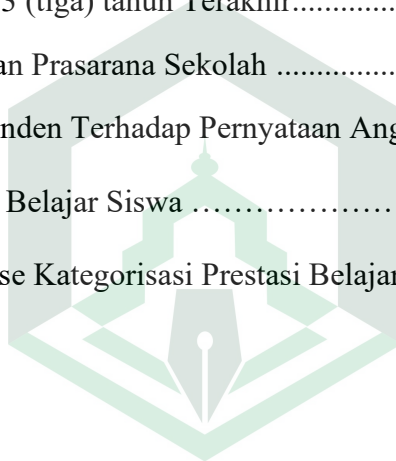 3 (tiga) tahun Terakhir..............
an Prasarana Sekolah ................
nden Terhadap Pernyataan Ang
Belajar Siswa …………………
se Kategorisasi Prestasi Belajar